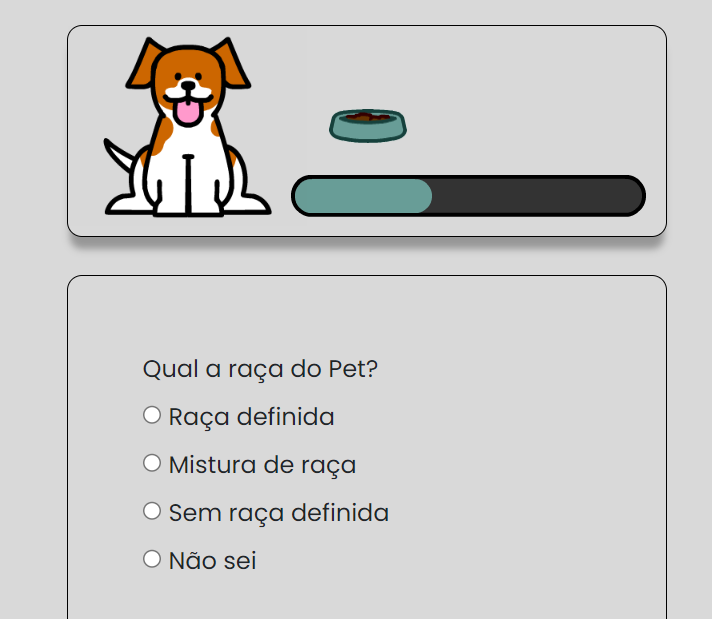 Qual a raça do Pet?
Raça definida
Mistura de raça
Sem raça definida
Não sei